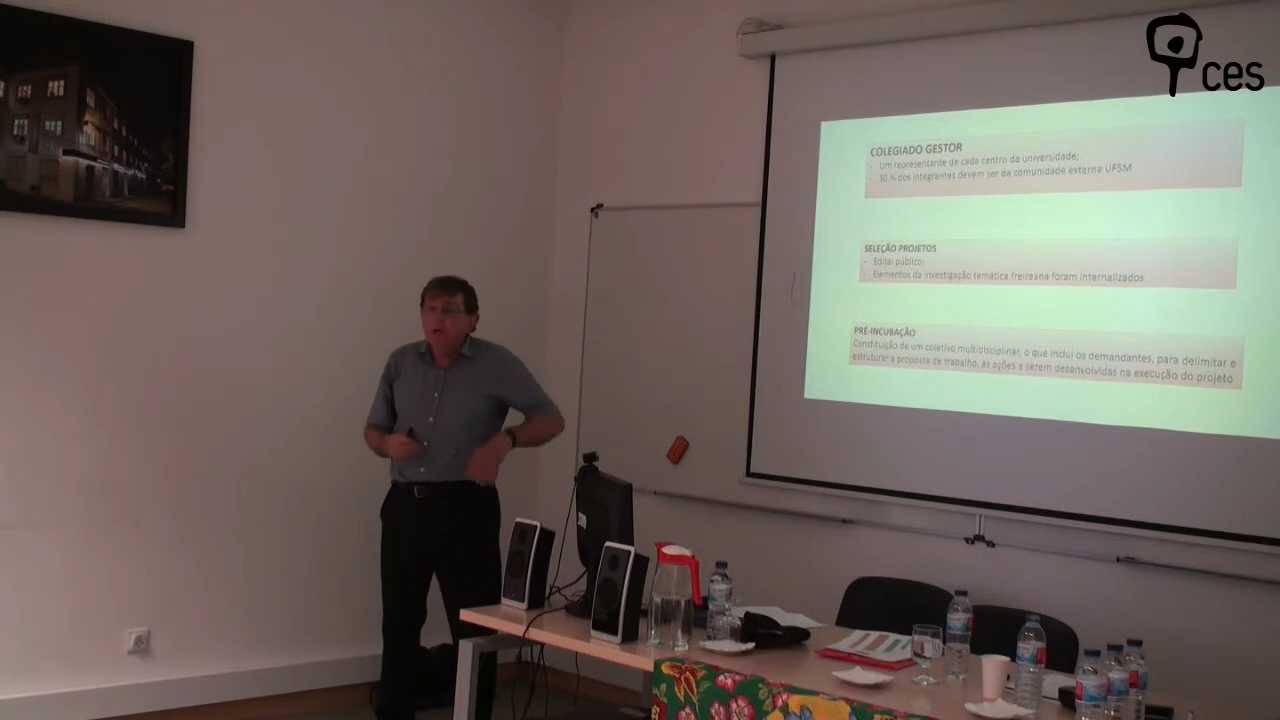 ces
COLEGIADO GESTOR
- Um representante de cada centro da universidade;
- 30 % dos integrantes devem ser da comunidade externa UFSM
SELEÇÃO PROJETOS
- Edital público;
- Elementos da investigação temática freireana foram internalizados
PRÉ-INCUBAÇÃO
Constituição de um coletivo multidisciplinar, o que inclui os demandantes, para delimitar e
estruturar a proposta de trabalho, as ações a serem desenvolvidas na execução do projeto